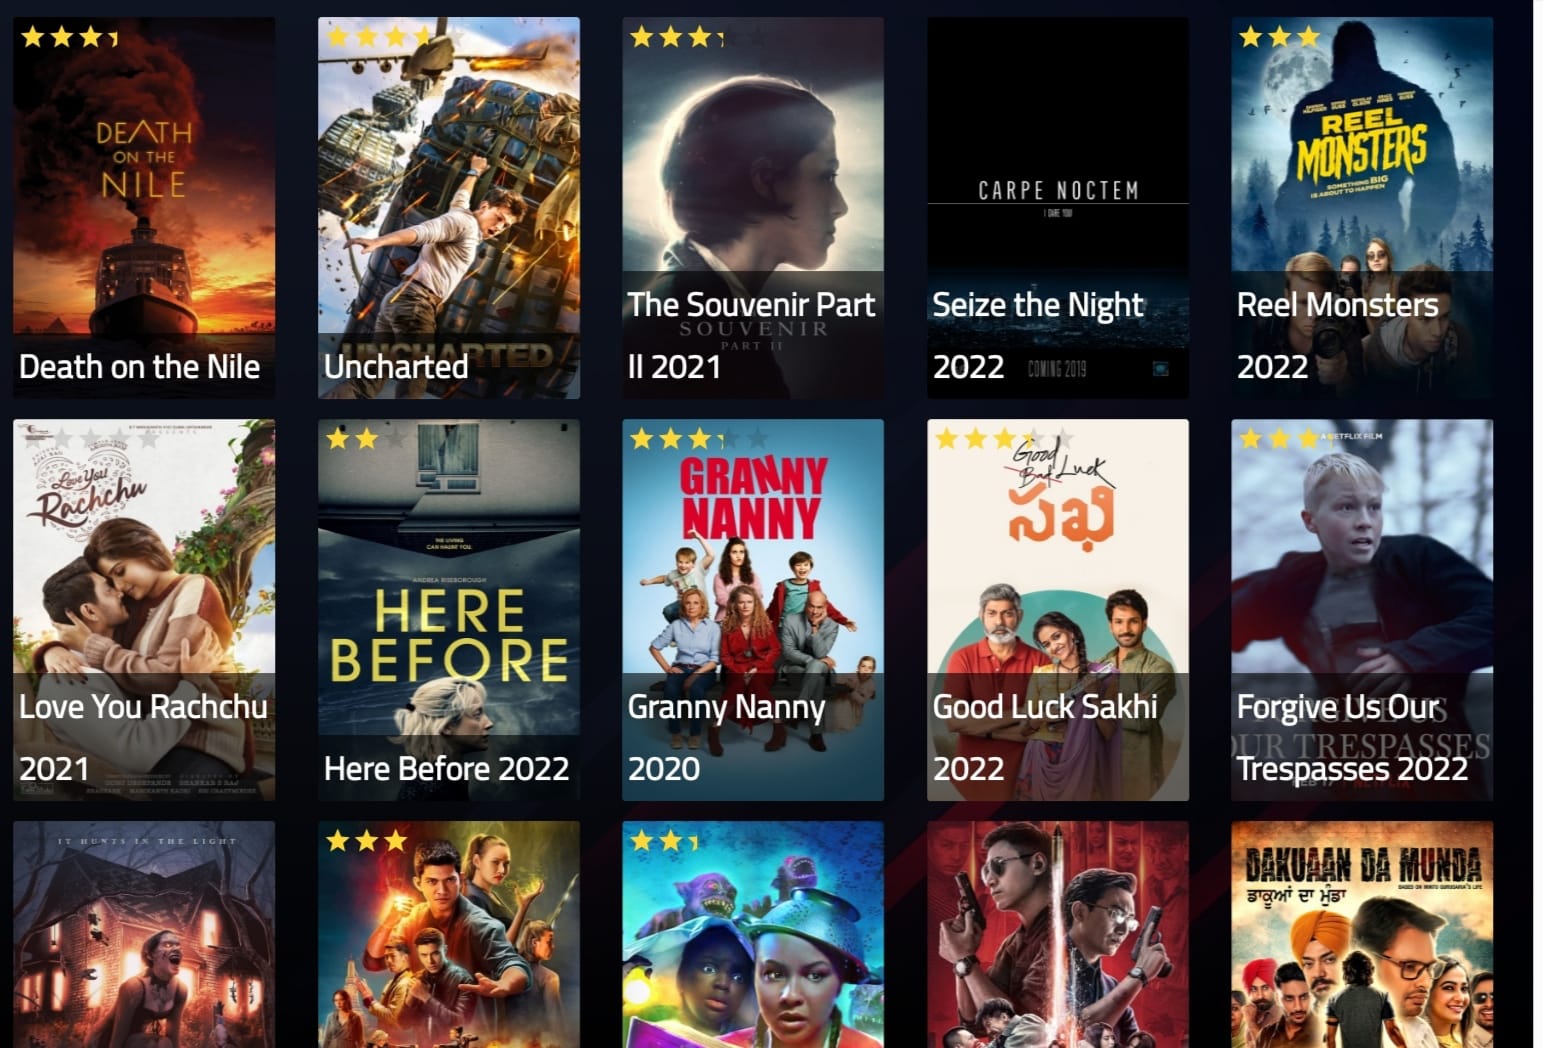 DEATH
ON THE
NILE
Death on the Nile
UNCHARTED
Uncharted
The Souvenir Part
SOUVENIR
PART II
II 2021
CARPE NOCTEM
I DARE YOU
Seize the Night
2022
COMING 2019
REEL
MONSTERS
SOMETHING BIG
IS ABOUT TO HAPPEN
Reel Monsters
2022
Love You
Rachchu
Love You Rachchu
2021
THE LIVING
CAN HAUNT YOU.
ANDREA RISEBOROUGH
HERE
BEFORE
Here Before 2022
GRANNY
NANNY
Granny Nanny
2020
Good
Bad Luck
సఖి
Good Luck Sakhi
2022
A NETFLIX FILM
Forgive Us Our
FORGIVE US
OUR TRESPASSES
Trespasses 2022
IT HUNTS IN THE LIGHT
DAKUAAN DA MUNDA
BASED ON MINTU GURUSARIA'S LIFE
ਡਾਕੂਆਂ ਦਾ ਮੁੰਡਾ